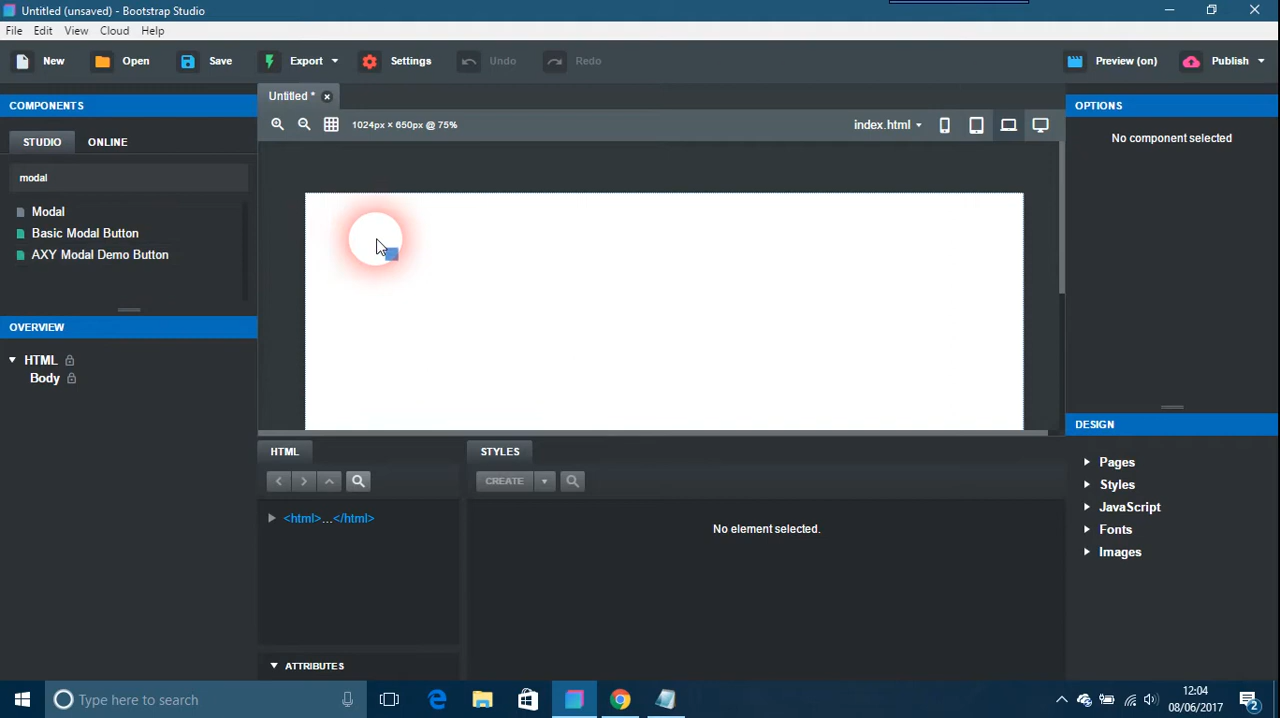 Untitled (unsaved) - Bootstrap Studio
File Edit View Cloud Help
New Open Save Export Settings Undo Redo Preview (on) Publish
COMPONENTS
STUDIO ONLINE
modal
Modal
Basic Modal Button
AXY Modal Demo Button
OVERVIEW
HTML
Body
Untitled *
1024px × 650px @ 75%
index.html
HTML
<html>...</html>
ATTRIBUTES
STYLES
CREATE
No element selected.
OPTIONS
No component selected
DESIGN
Pages
Styles
JavaScript
Fonts
Images
Type here to search
12:04
08/06/2017
2